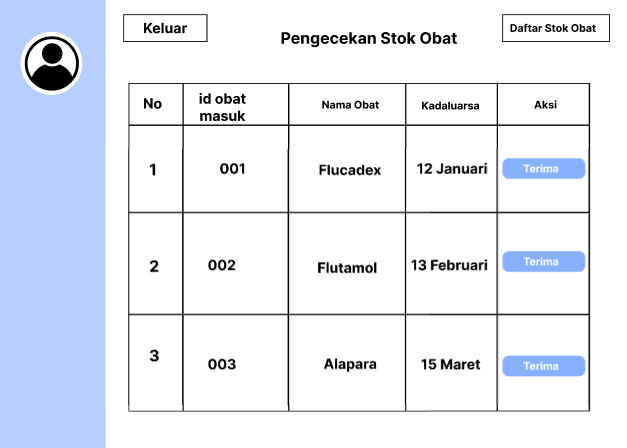 Keluar
Pengecekan Stok Obat
Daftar Stok Obat
No
id obat
masuk
Nama Obat
Kadaluarsa
Aksi
1
001
Flucadex
12 Januari
Terima
2
002
Flutamol
13 Februari
Terima
3
003
Alapara
15 Maret
Terima